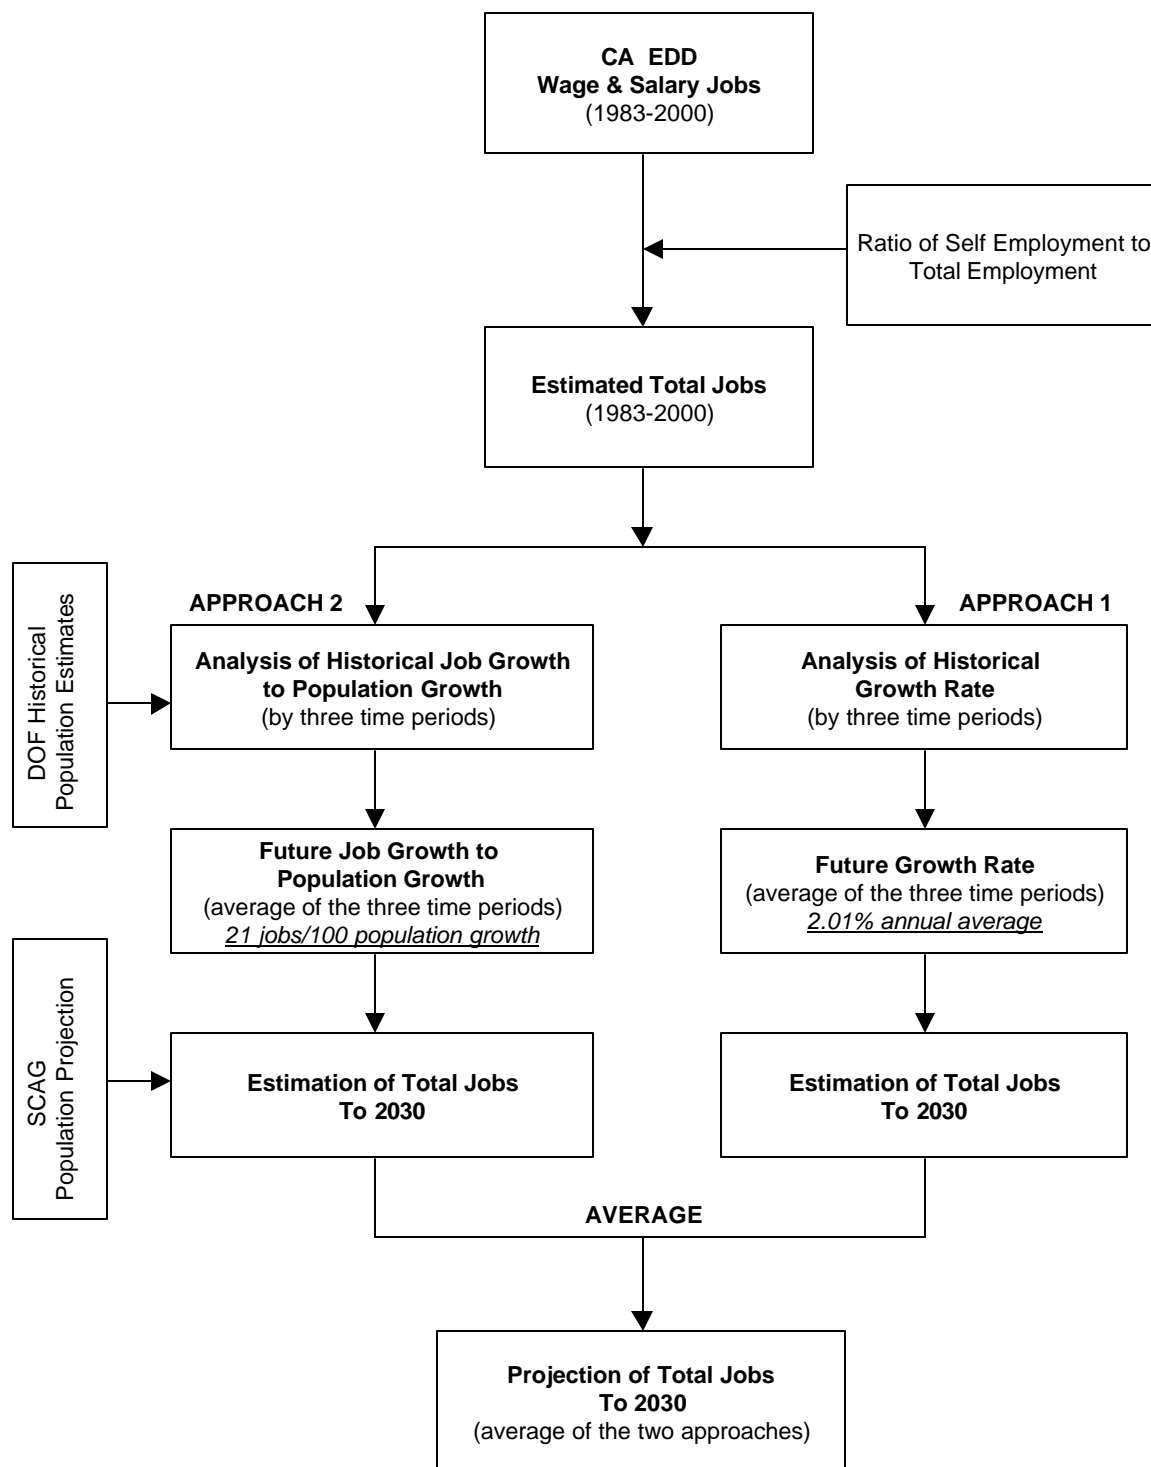 CA EDD
Wage & Salary Jobs
(1983-2000)
Ratio of Self Employment to
Total Employment
Estimated Total Jobs
(1983-2000)
DOF Historical
Population Estimates
APPROACH 2
Analysis of Historical Job Growth
to Population Growth
(by three time periods)
APPROACH 1
Analysis of Historical
Growth Rate
(by three time periods)
Future Job Growth to
Population Growth
(average of the three time periods)
21 jobs/100 population growth
Future Growth Rate
(average of the three time periods)
2.01% annual average
SCAG
Population Projection
Estimation of Total Jobs
To 2030
Estimation of Total Jobs
To 2030
AVERAGE
Projection of Total Jobs
To 2030
(average of the two approaches)